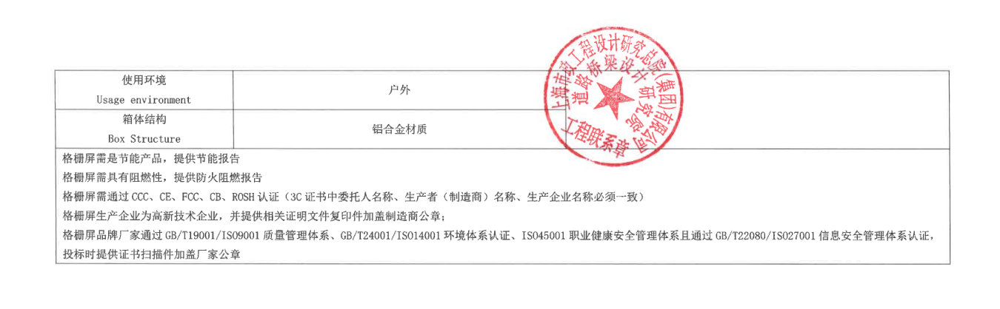 使用环境
Usage environment
户外
箱体结构
Box Structure
铝合金材质
上海市政工程设计研究总院(集团)有限公司
道路桥梁设计研究院
工程联系章
格栅屏需是节能产品，提供节能报告
格栅屏需具有阻燃性，提供防火阻燃报告
格栅屏需通过 CCC、CE、FCC、CB、ROSH 认证（3C 证书中委托人名称、生产者（制造商）名称、生产企业名称必须一致）
格栅屏生产企业为高新技术企业，并提供相关证明文件复印件加盖制造商公章；
格栅屏品牌厂家通过 GB/T19001/ISO9001 质量管理体系、GB/T24001/ISO14001 环境体系认证、ISO45001 职业健康安全管理体系且通过 GB/T22080/ISO27001 信息安全管理体系认证，
投标时提供证书扫描件加盖厂家公章